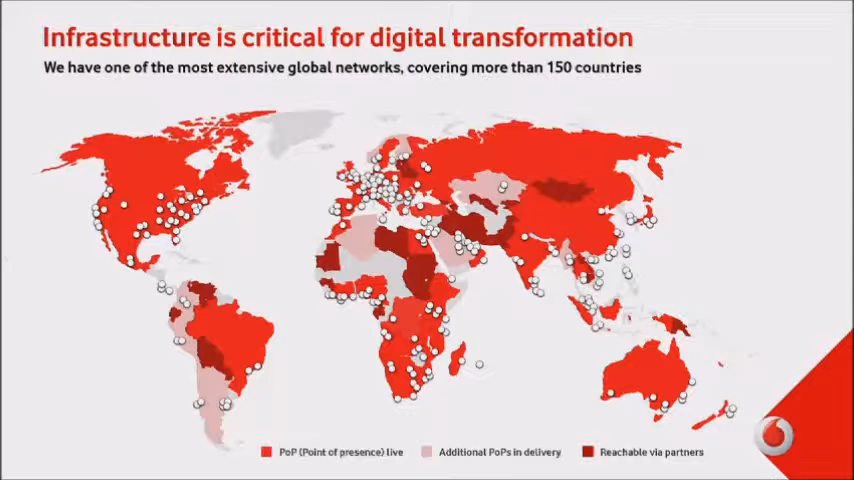 Infrastructure is critical for digital transformation
We have one of the most extensive global networks, covering more than 150 countries
PoP (Point of presence) live
Additional PoPs in delivery
Reachable via partners